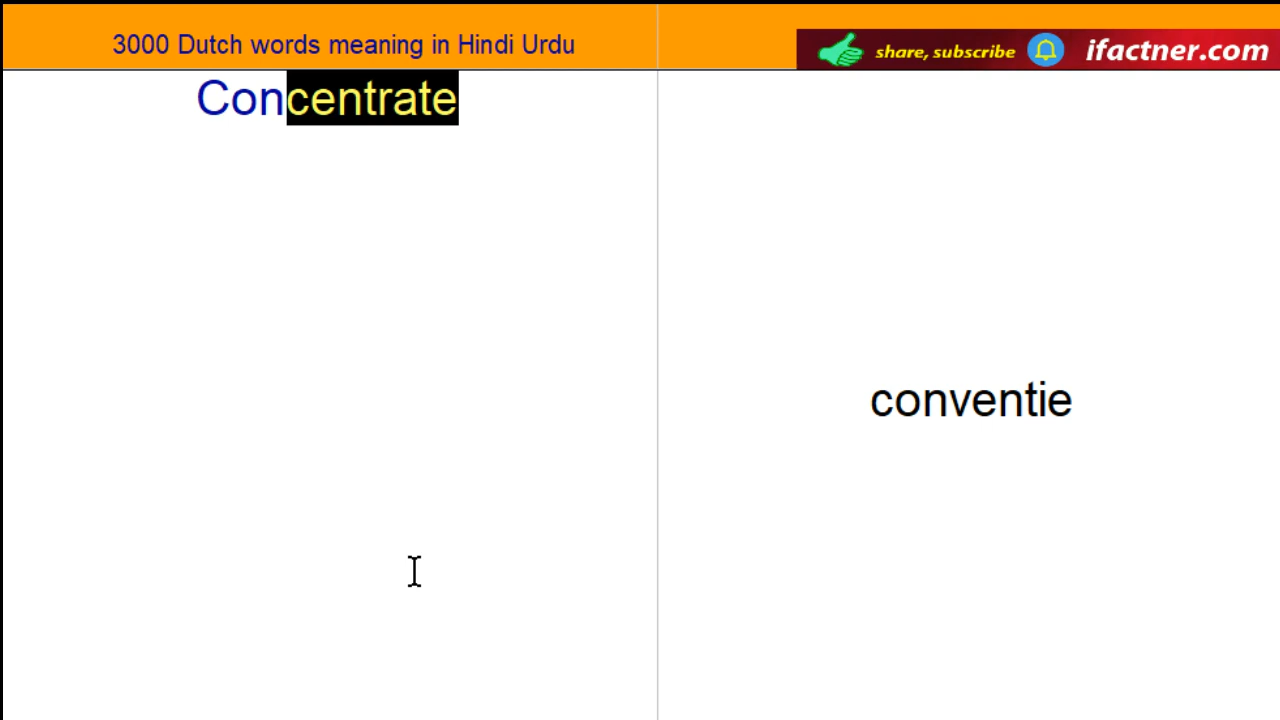 3000 Dutch words meaning in Hindi Urdu
share, subscribe
ifactner.com
Concentrate
conventie